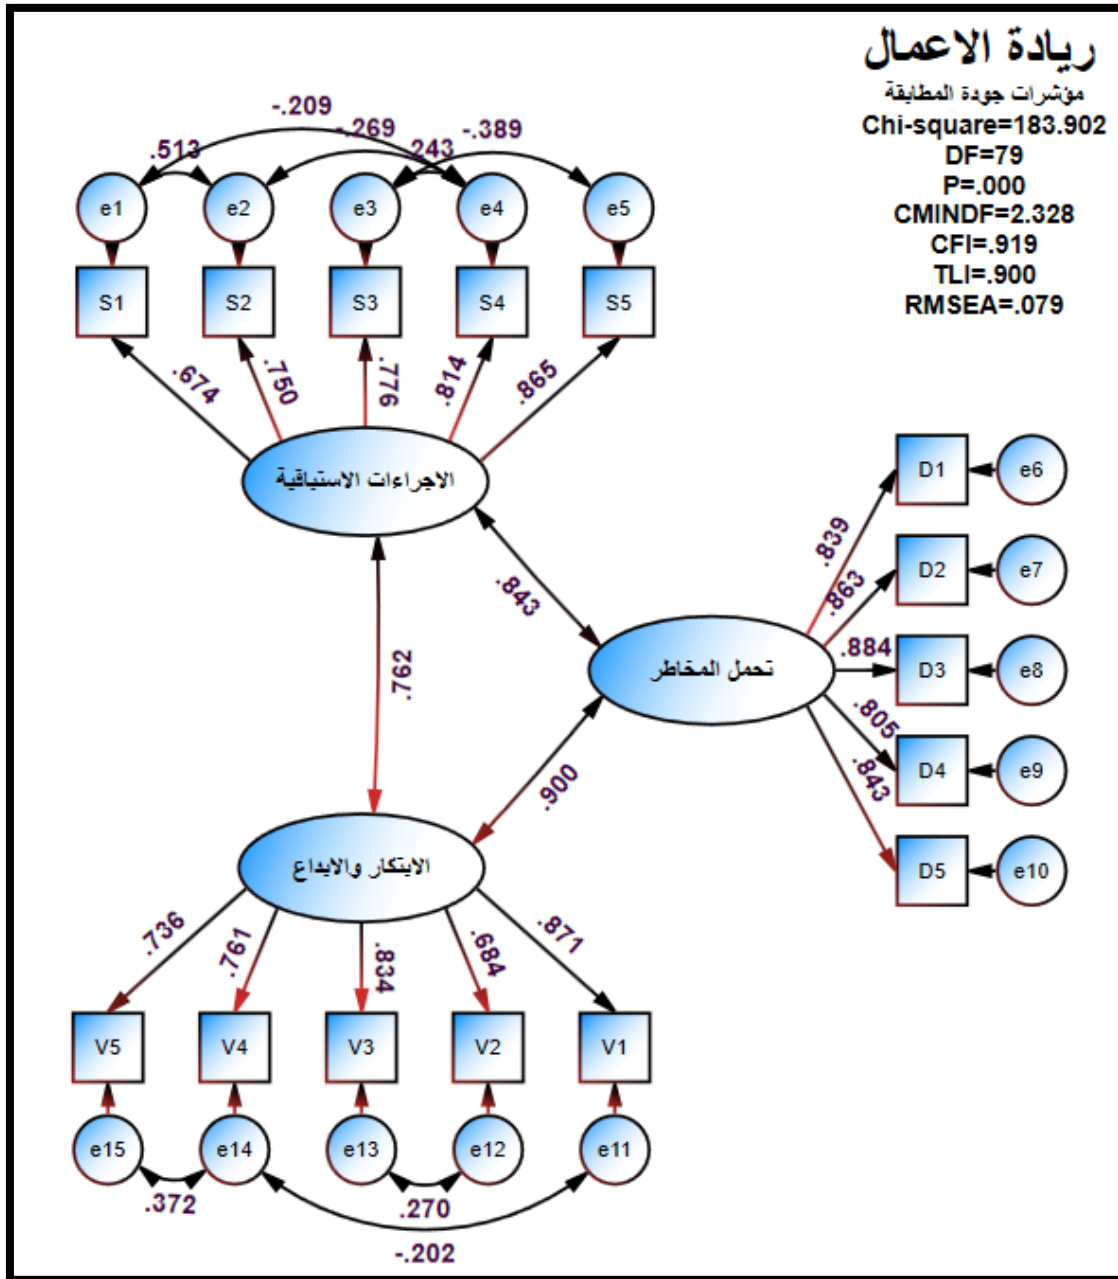 ريادة الاعمال
مؤشرات جودة المطابقة
Chi-square=183.902
DF=79
P=.000
CMINDF=2.328
CFI=.919
TLI=.900
RMSEA=.079
-.209
-.269
-.389
.513
.243
e1
e2
e3
e4
e5
S1
S2
S3
S4
S5
.674
.750
.776
.814
.865
الاجراءات الاستباقية
D1
e6
.839
D2
e7
.863
.843
D3
e8
.884
تحمل المخاطر
.762
.805
D4
e9
.843
.900
D5
e10
الابتكار والابداع
.736
.761
.834
.684
.871
V5
V4
V3
V2
V1
e15
e14
e13
e12
e11
.372
.270
-.202